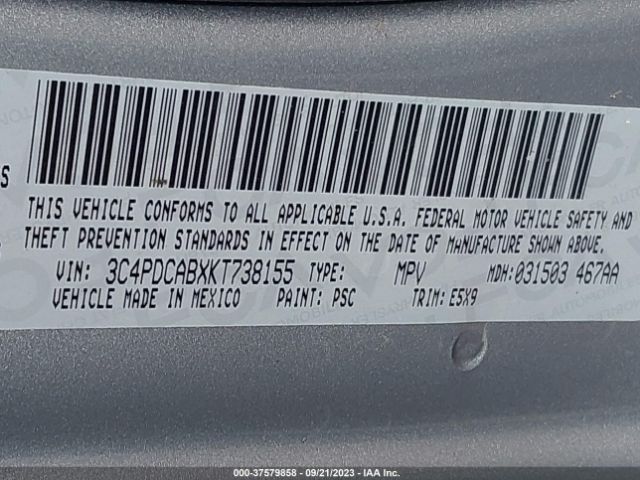 S
THIS VEHICLE CONFORMS TO ALL APPLICABLE U.S.A. FEDERAL MOTOR VEHICLE SAFETY AND
THEFT PREVENTION STANDARDS IN EFFECT ON THE DATE OF MANUFACTURE SHOWN ABOVE.
VIN: 3C4PDCABXKT738155 TYPE: MPV MDH:031503 467AA
VEHICLE MADE IN MEXICO PAINT: PSC TRIM: E5X9
000-37579858 - 09/21/2023 - IAA Inc.